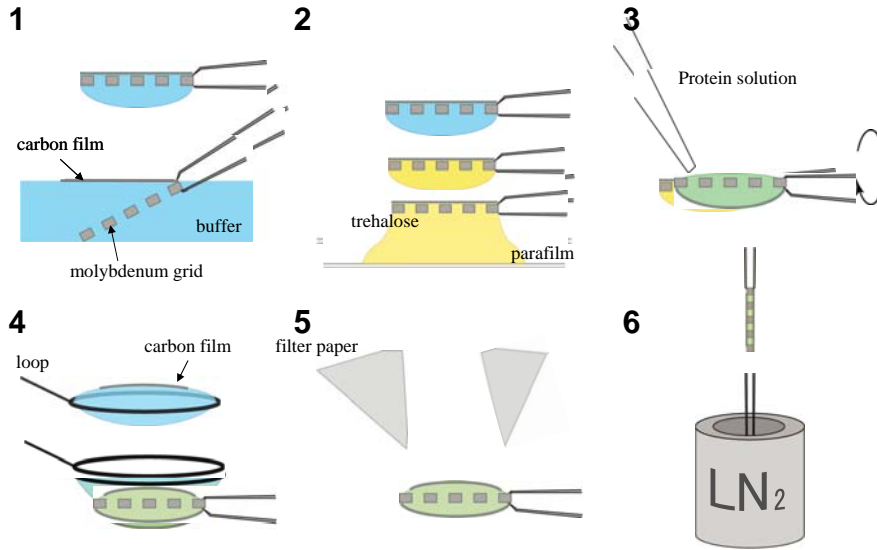 1
carbon film
buffer
molybdenum grid
2
trehalose
parafilm
3
Protein solution
4
loop
carbon film
5
filter paper
6
LN2